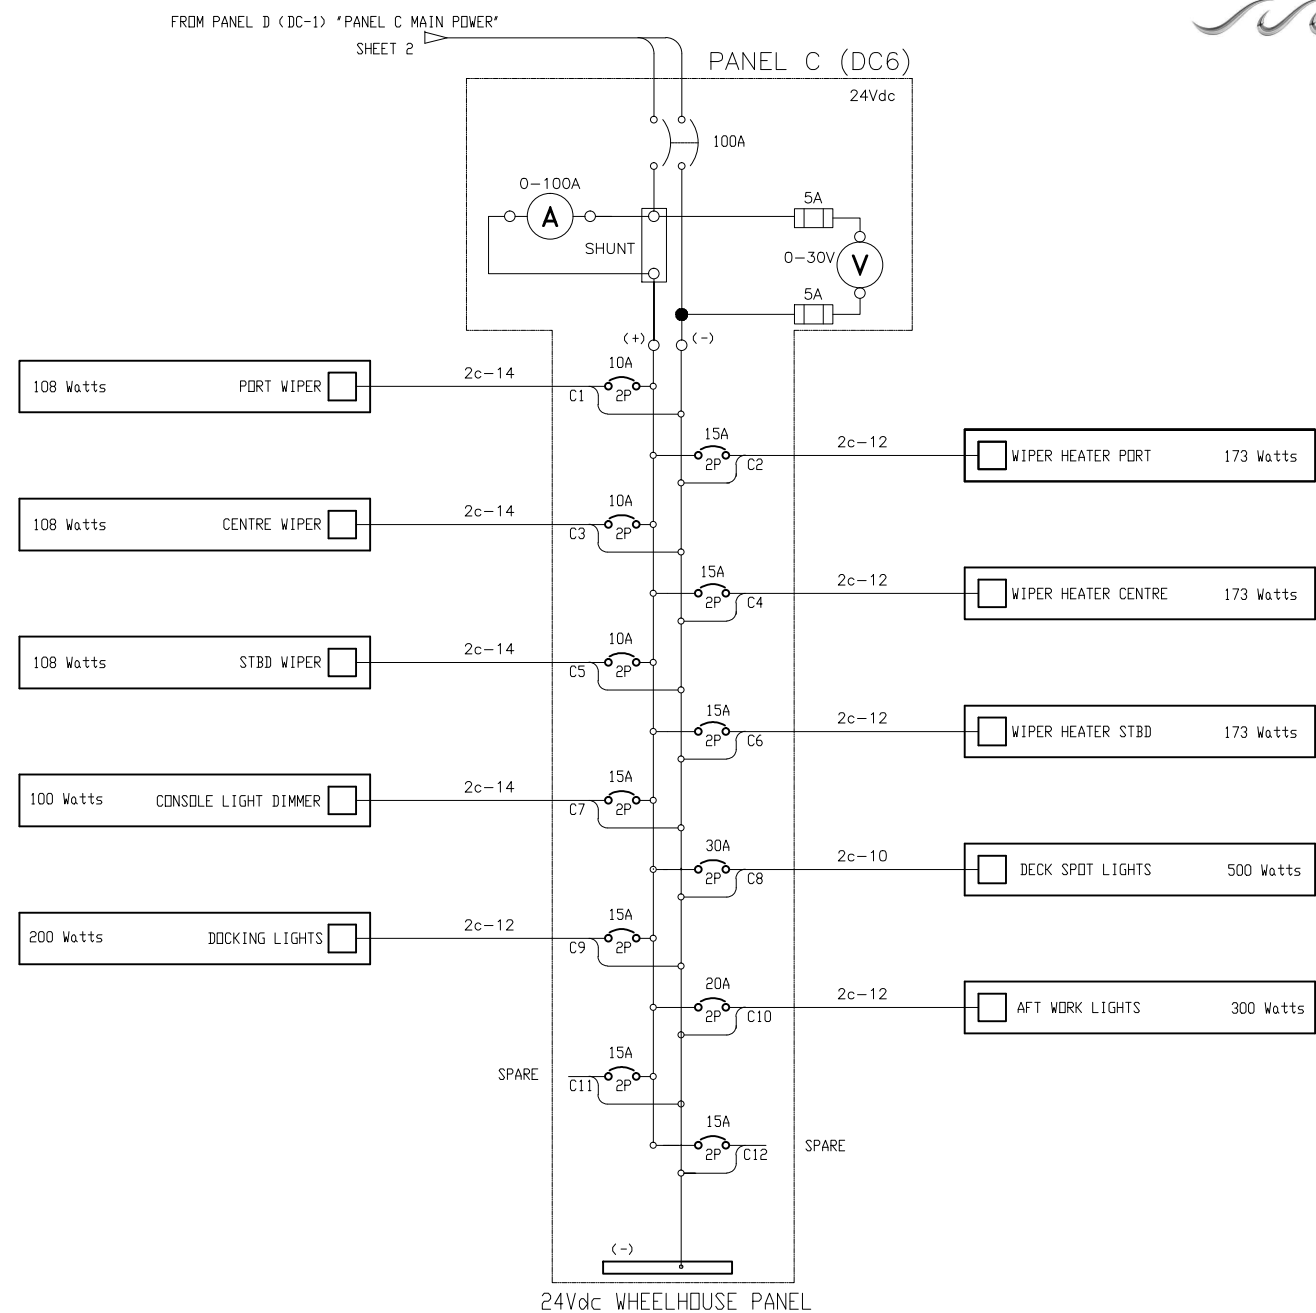 FROM PANEL D (DC-1) "PANEL C MAIN POWER"
SHEET 2
PANEL C (DC6)
24Vdc
100A
0-100A
A
SHUNT
5A
0-30V
V
5A
(+)
(-)
108 Watts PORT WIPER
2c-14
C1
10A
2P
15A
2P
C2
2c-12
WIPER HEATER PORT 173 Watts
108 Watts CENTRE WIPER
2c-14
C3
10A
2P
15A
2P
C4
2c-12
WIPER HEATER CENTRE 173 Watts
108 Watts STBD WIPER
2c-14
C5
10A
2P
15A
2P
C6
2c-12
WIPER HEATER STBD 173 Watts
100 Watts CONSOLE LIGHT DIMMER
2c-14
C7
15A
2P
30A
2P
C8
2c-10
DECK SPOT LIGHTS 500 Watts
200 Watts DOCKING LIGHTS
2c-12
C9
15A
2P
20A
2P
C10
2c-12
AFT WORK LIGHTS 300 Watts
SPARE
C11
15A
2P
15A
2P
C12
SPARE
(-)
24Vdc WHEELHOUSE PANEL